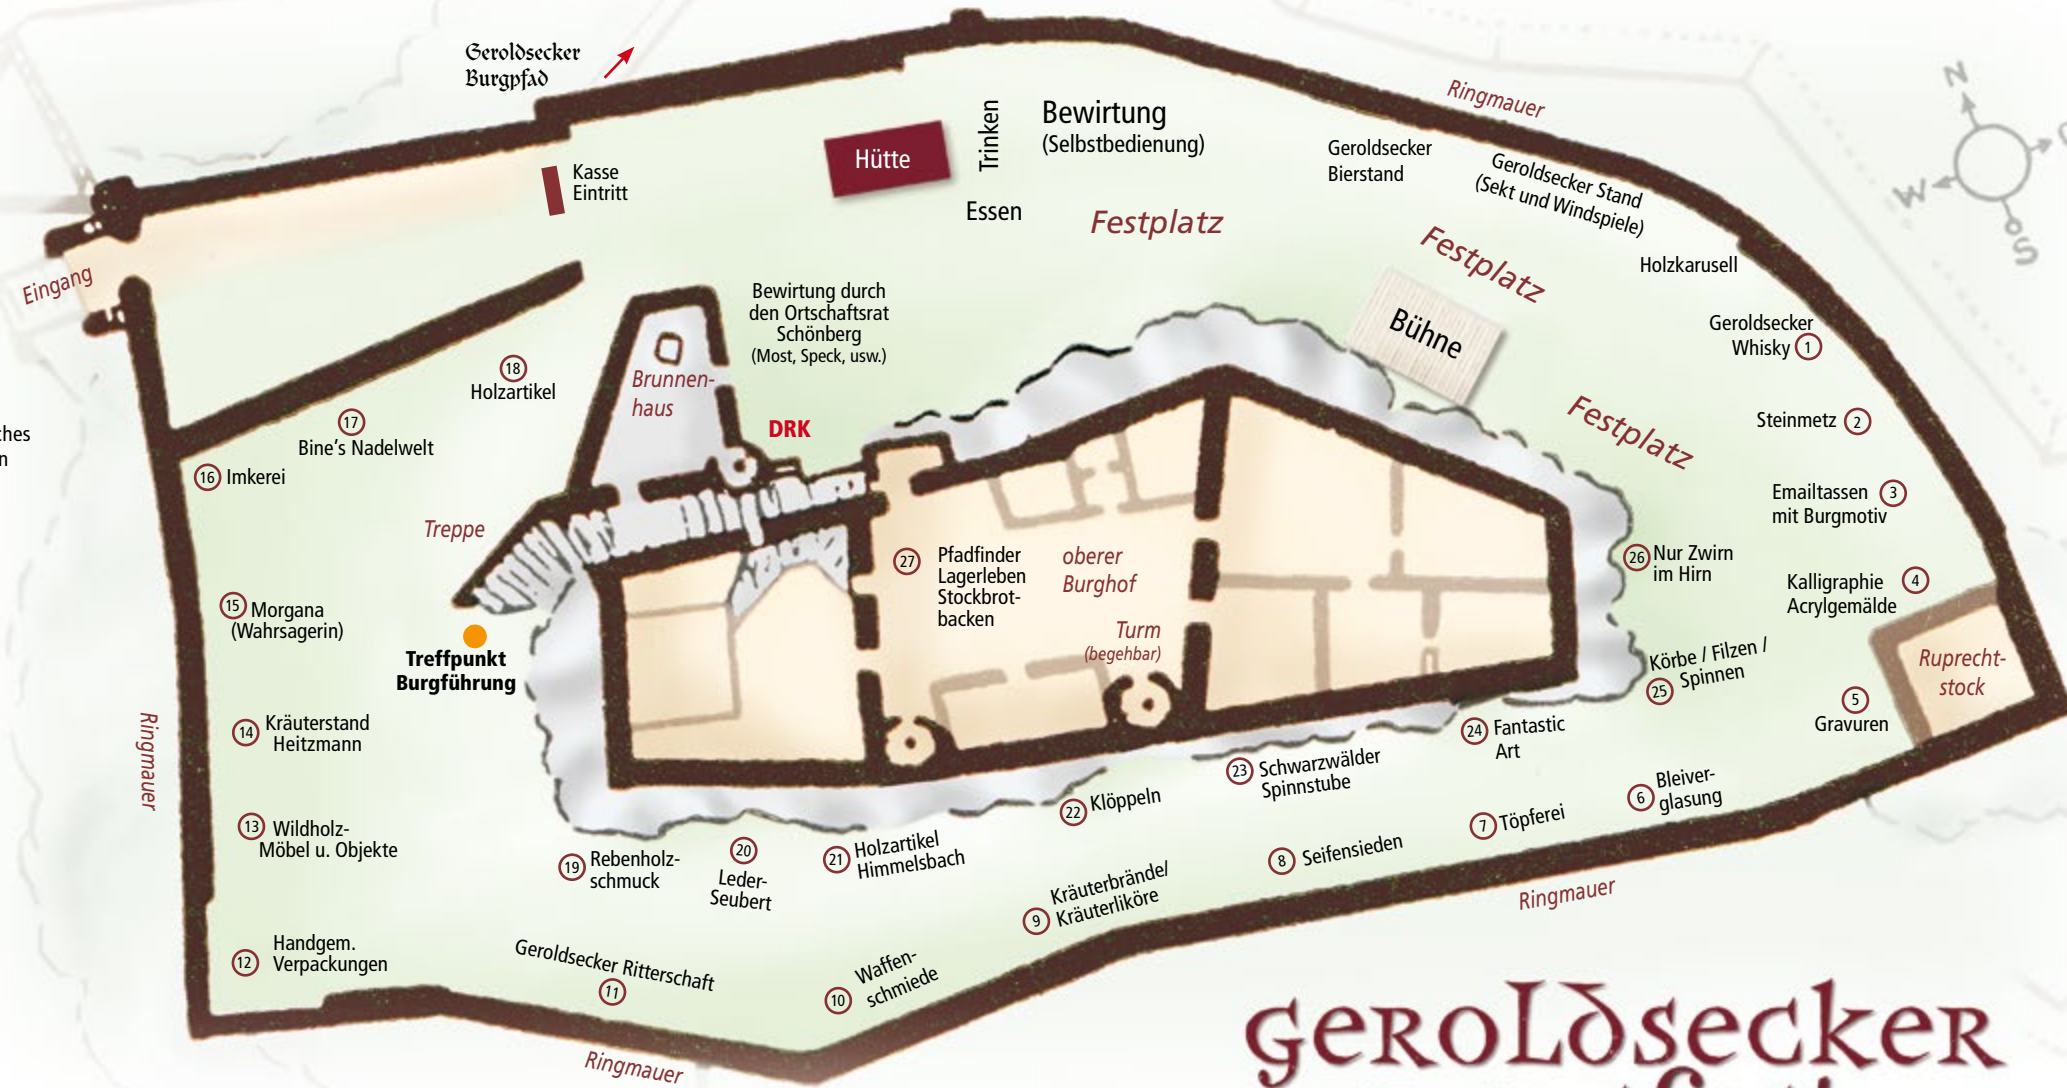 Geroldsecker
Burgpfad
Ringmauer
N
W
S
Kasse
Eintritt
Hütte
Trinken
Essen
Bewirtung
(Selbstbedienung)
Festplatz
Geroldsecker
Bierstand
Geroldsecker Stand
(Sekt und Windspiele)
Festplatz
Holzkarusell
Eingang
Bewirtung durch
den Ortschaftsrat
Schönberg
(Most, Speck, usw.)
Bühne
Festplatz
Geroldsecker
Whisky 1
Steinmetz 2
Emailtassen 3
mit Burgmotiv
Kalligraphie 4
Acrylgemälde
Ruprecht-
stock
5
Gravuren
6 Bleiver-
glasung
7 Töpferei
8 Seifensieden
9 Kräuterbrände/
Kräuterliköre
10 Waffen-
schmiede
Geroldsecker Ritterschaft
11
12 Handgem.
Verpackungen
13 Wildholz-
Möbel u. Objekte
14 Kräuterstand
Heitzmann
15 Morgana
(Wahrsagerin)
16 Imkerei
17
Bine's Nadelwelt
18
Holzartikel
Brunnen-
haus
DRK
Treppe
Treffpunkt
Burgführung
27 Pfadfinder
Lagerleben
Stockbrot-
backen
oberer
Burghof
Turm
(begehbar)
19 Rebenholz-
schmuck
20
Leder-
Seubert
21 Holzartikel
Himmelsbach
22 Klöppeln
23 Schwarzwälder
Spinnstube
24 Fantastic
Art
25 Körbe / Filzen /
Spinnen
26 Nur Zwirn
im Hirn
Ringmauer
Ringmauer
Ringmauer
Geroldsecker